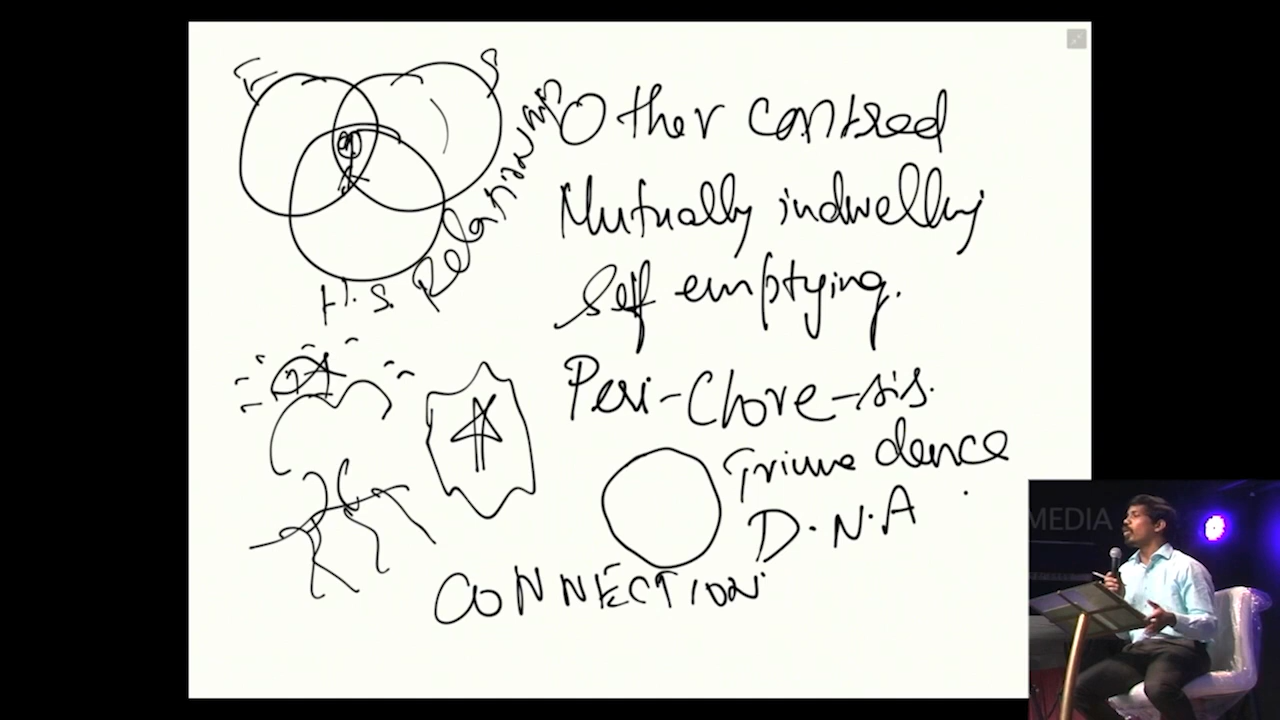 F
S
H.S.
Relationship
Other centred
Mutually indwelling
Self emptying.
Peri-Chore-sis.
Triune dance
D.N.A
CONNECTION
MEDIA